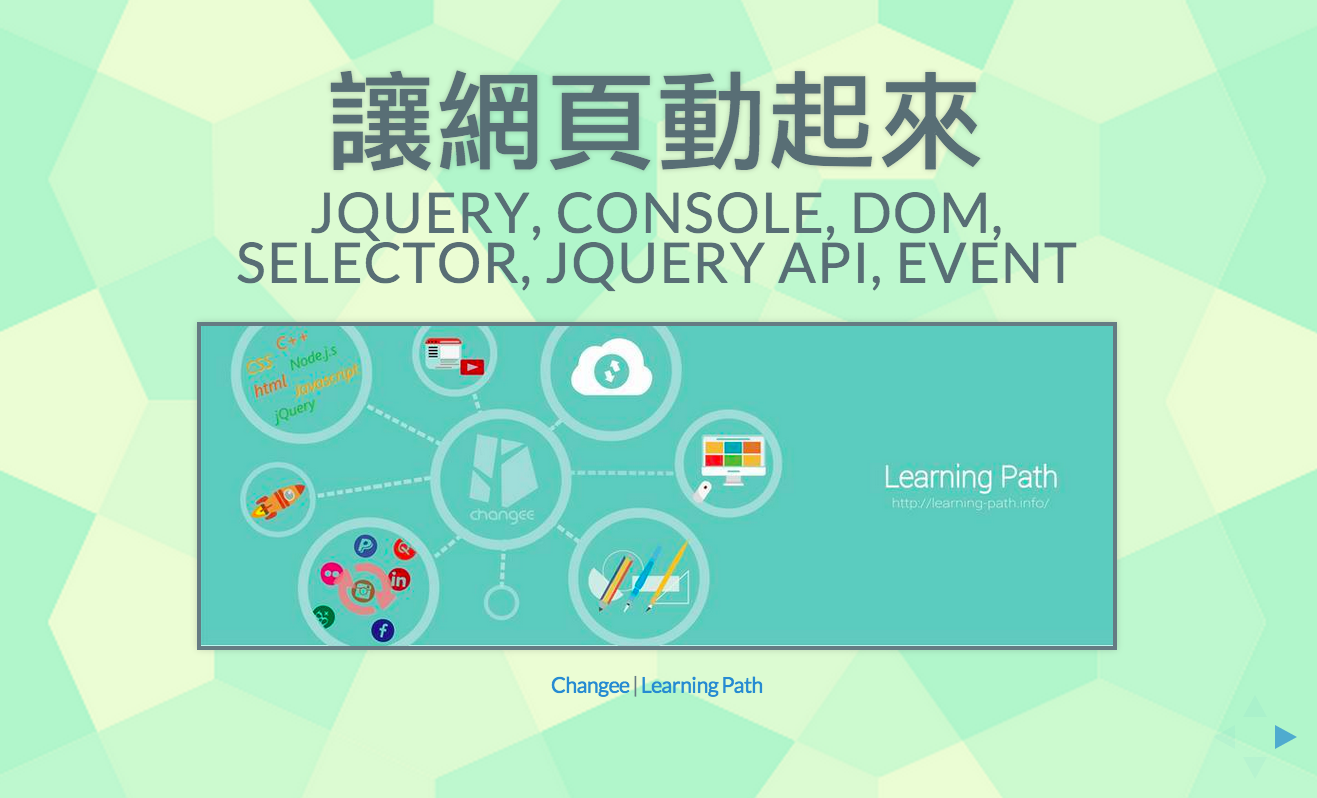 讓網頁動起來
JQUERY, CONSOLE, DOM,
SELECTOR, JQUERY API, EVENT
C++
CSS
Node.j.s
html
Javascript
jQuery
changee
in
f
Learning Path
http://learning-path.info/
Changee | Learning Path